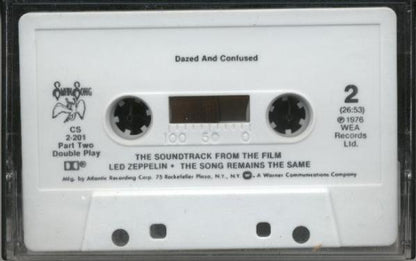 Dazed And Confused
SWAN SONG
CS
2-201
Part Two
Double Play
2
(26:53)
℗ 1976
WEA
Records
Ltd.
100 50 0
THE SOUNDTRACK FROM THE FILM
LED ZEPPELIN • THE SONG REMAINS THE SAME
Mfg. by Atlantic Recording Corp. 75 Rockefeller Plaza, N.Y., N.Y. A Warner Communications Company